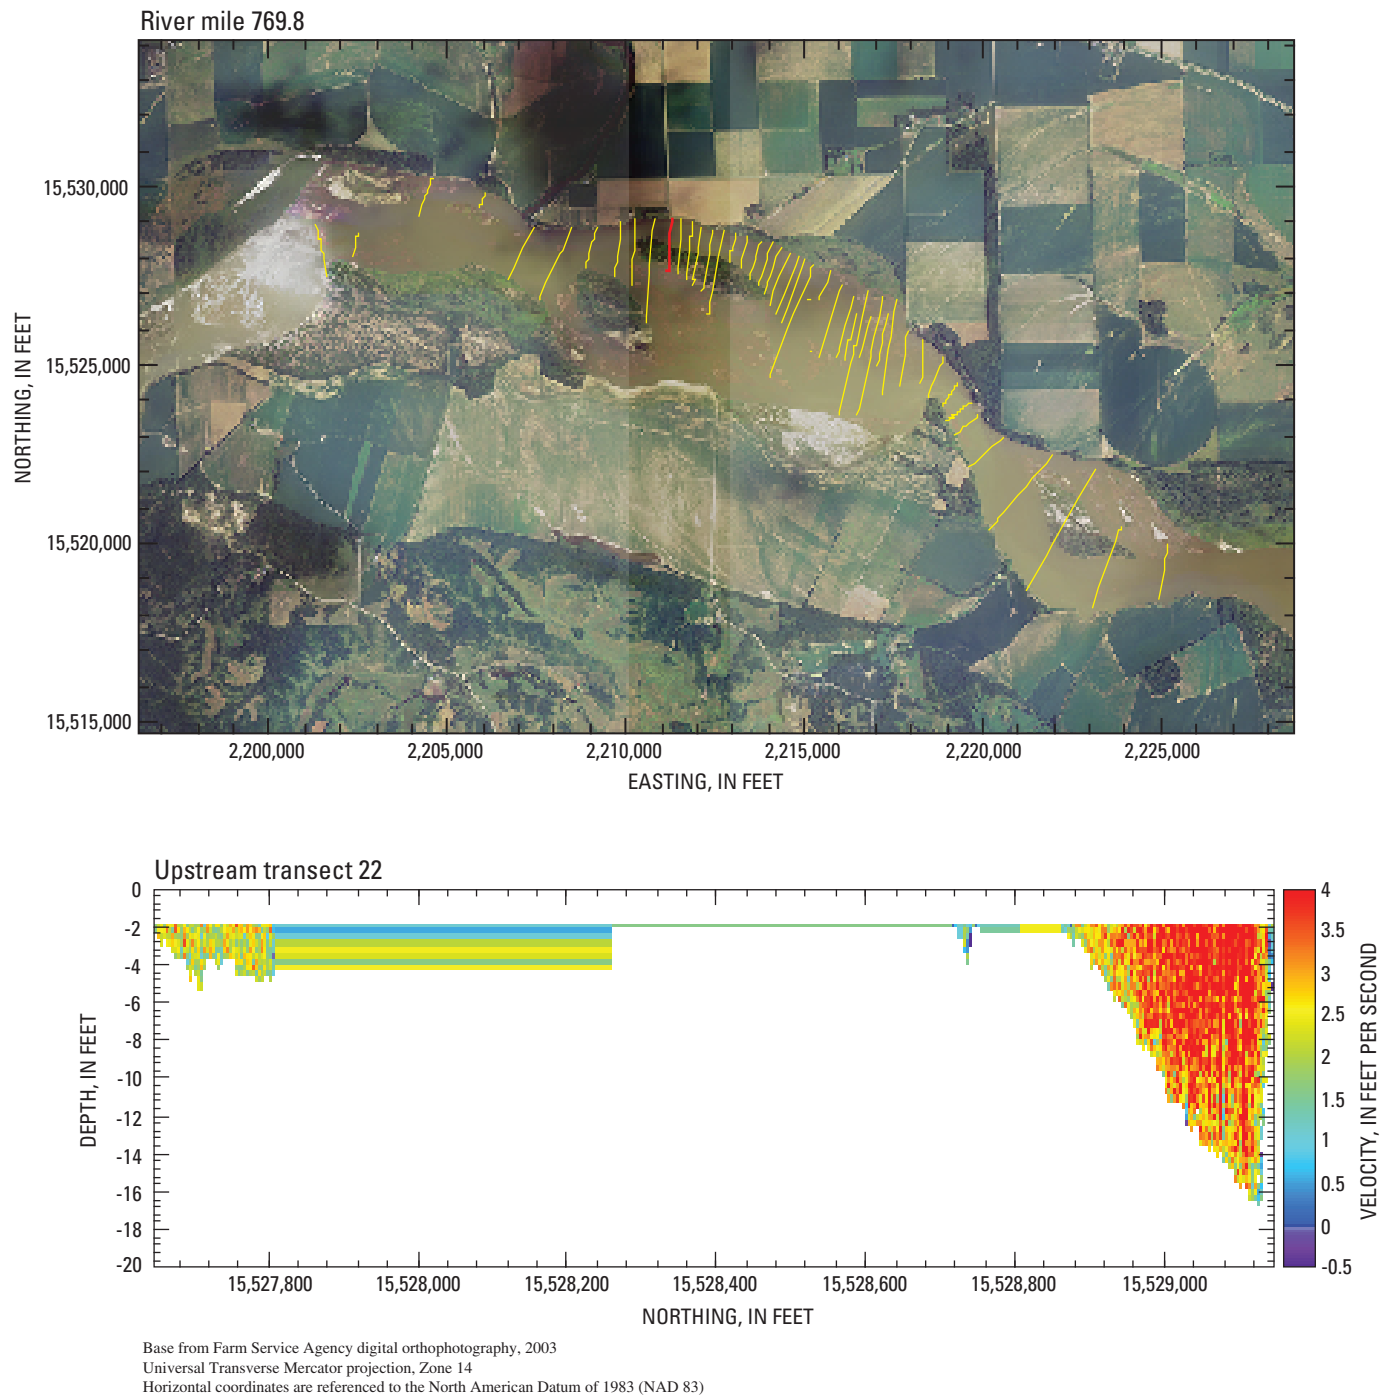 River mile 769.8
15,530,000
15,525,000
15,520,000
15,515,000
NORTHING, IN FEET
2,200,000 2,205,000 2,210,000 2,215,000 2,220,000 2,225,000
EASTING, IN FEET
Upstream transect 22
0
-2
-4
-6
-8
-10
-12
-14
-16
-18
-20
DEPTH, IN FEET
15,527,800 15,528,000 15,528,200 15,528,400 15,528,600 15,528,800 15,529,000
NORTHING, IN FEET
4
3.5
3
2.5
2
1.5
1
0.5
0
-0.5
VELOCITY, IN FEET PER SECOND
Base from Farm Service Agency digital orthophotography, 2003
Universal Transverse Mercator projection, Zone 14
Horizontal coordinates are referenced to the North American Datum of 1983 (NAD 83)